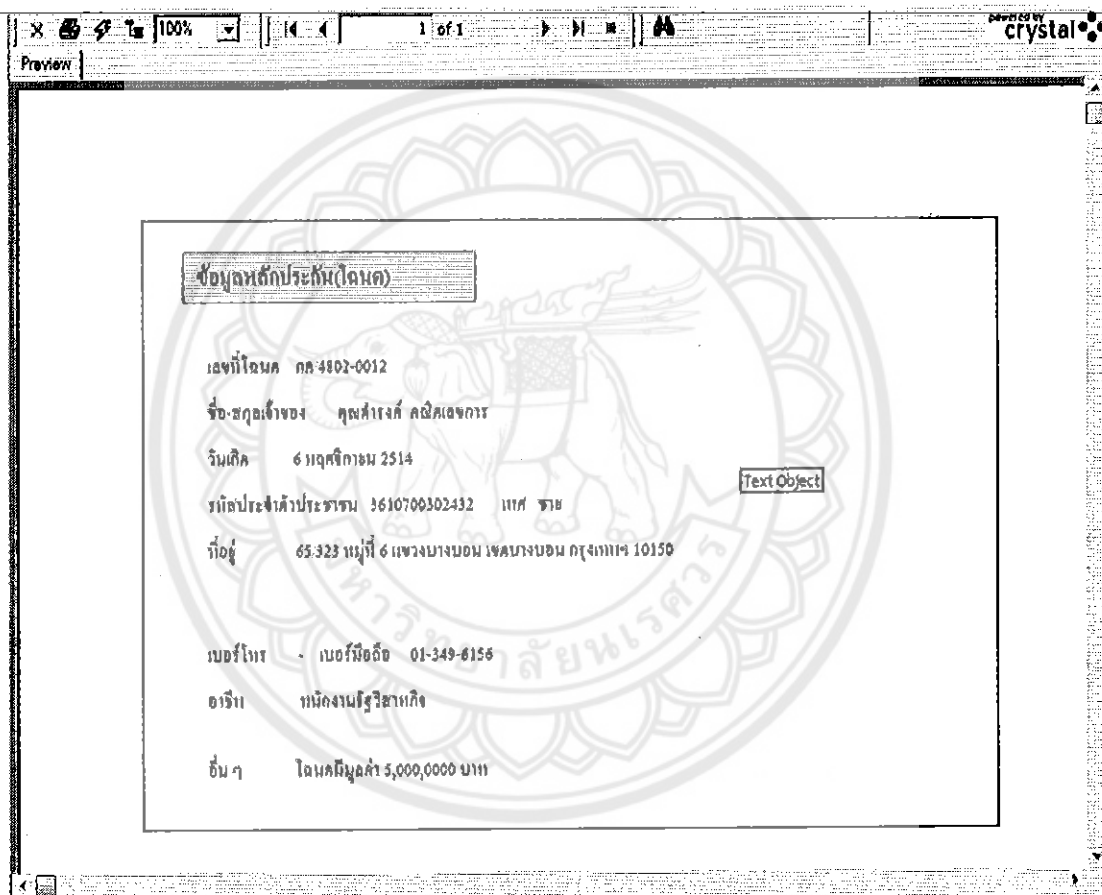 100% 1 of 1 powered by crystal
Preview
ข้อมูลหลักประกัน(โฉนด)
เลขที่โฉนด กด 4802-0012
ชื่อ-สกุลเจ้าของ คุณดำรงค์ คณิตเลขการ
วันเกิด 6 พฤศจิกายน 2514
Text Object
รหัสประจำตัวประชาชน 3610700302432 เพศ ชาย
ที่อยู่ 65/323 หมู่ที่ 6 แขวงบางบอน เขตบางบอน กรุงเทพฯ 10150
เบอร์โทร - เบอร์มือถือ 01-349-6156
อาชีพ พนักงานรัฐวิสาหกิจ
อื่น ๆ โฉนดมีมูลค่า 5,000,0000 บาท